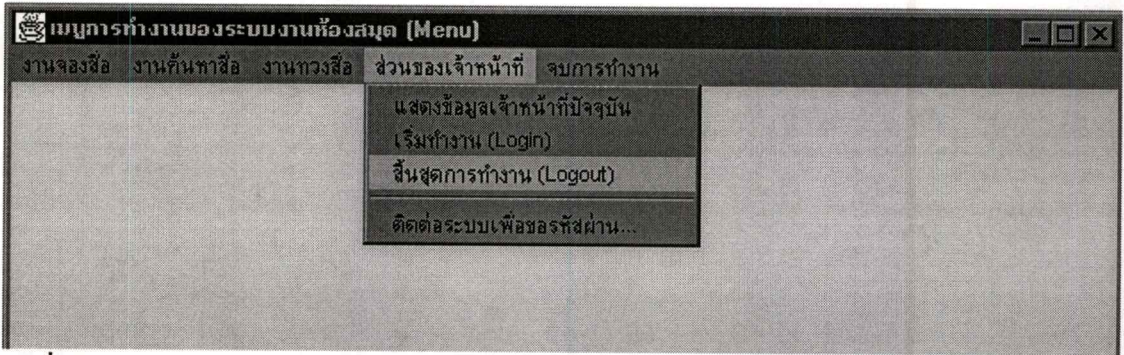 เมนูการทำงานของระบบงานห้องสมุด (Menu)
งานจองสื่อ งานค้นหาสื่อ งานทวงสื่อ ส่วนของเจ้าหน้าที่ จบการทำงาน
แสดงข้อมูลเจ้าหน้าที่ปัจจุบัน
เริ่มทำงาน (Login)
สิ้นสุดการทำงาน (Logout)
ติดต่อระบบเพื่อขอรหัสผ่าน...